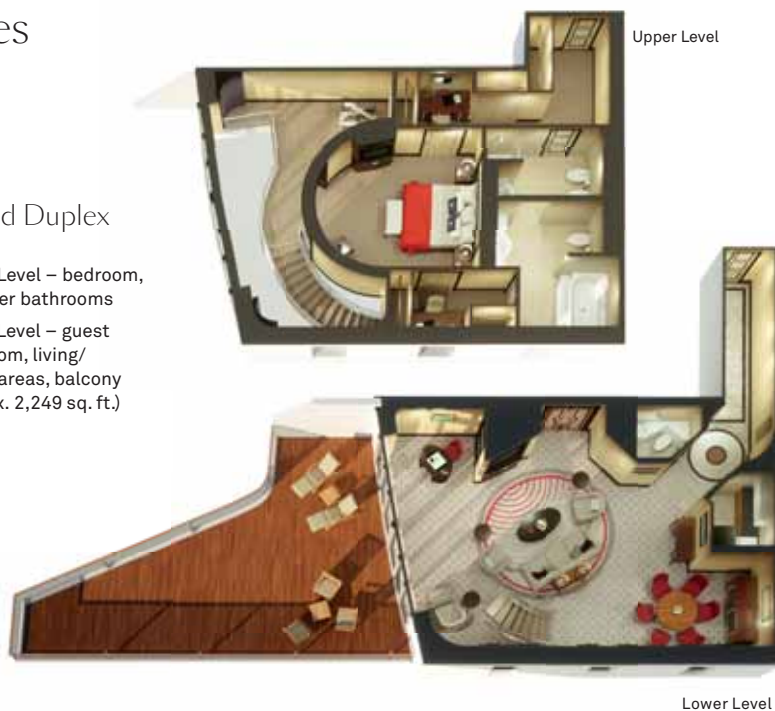 es
Upper Level
d Duplex
Level – bedroom,
er bathrooms
Level – guest
om, living/
areas, balcony
x. 2,249 sq. ft.)
Lower Level